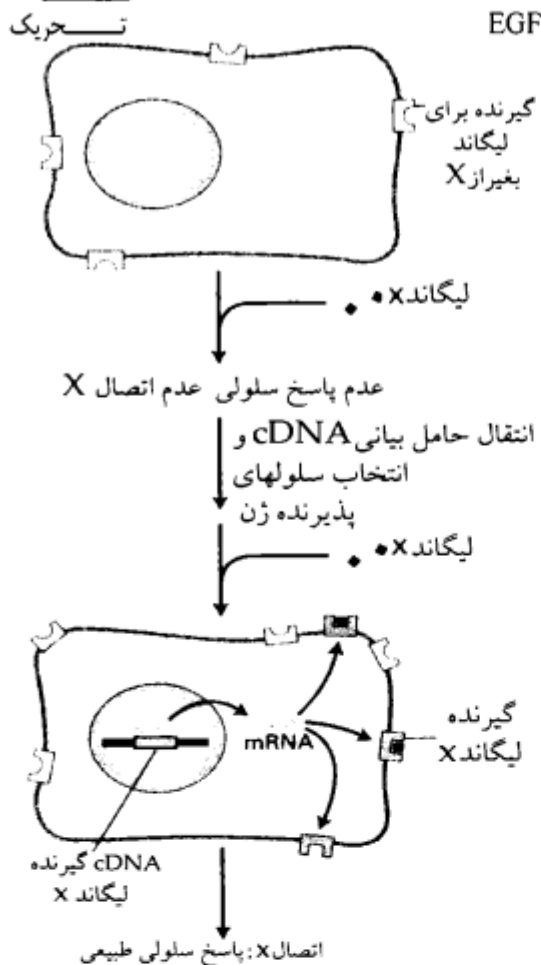 EGF
تـــــحریک
گیرنده برای
لیگاند
بغیراز X
لیگاند X
عدم پاسخ سلولی عدم اتصال X
انتقال حامل بیانی cDNA و
انتخاب سلولهای
پذیرنده ژن
لیگاند X
mRNA
گیرنده
لیگاند X
cDNA گیرنده
لیگاند X
اتصال X: پاسخ سلولی طبیعی